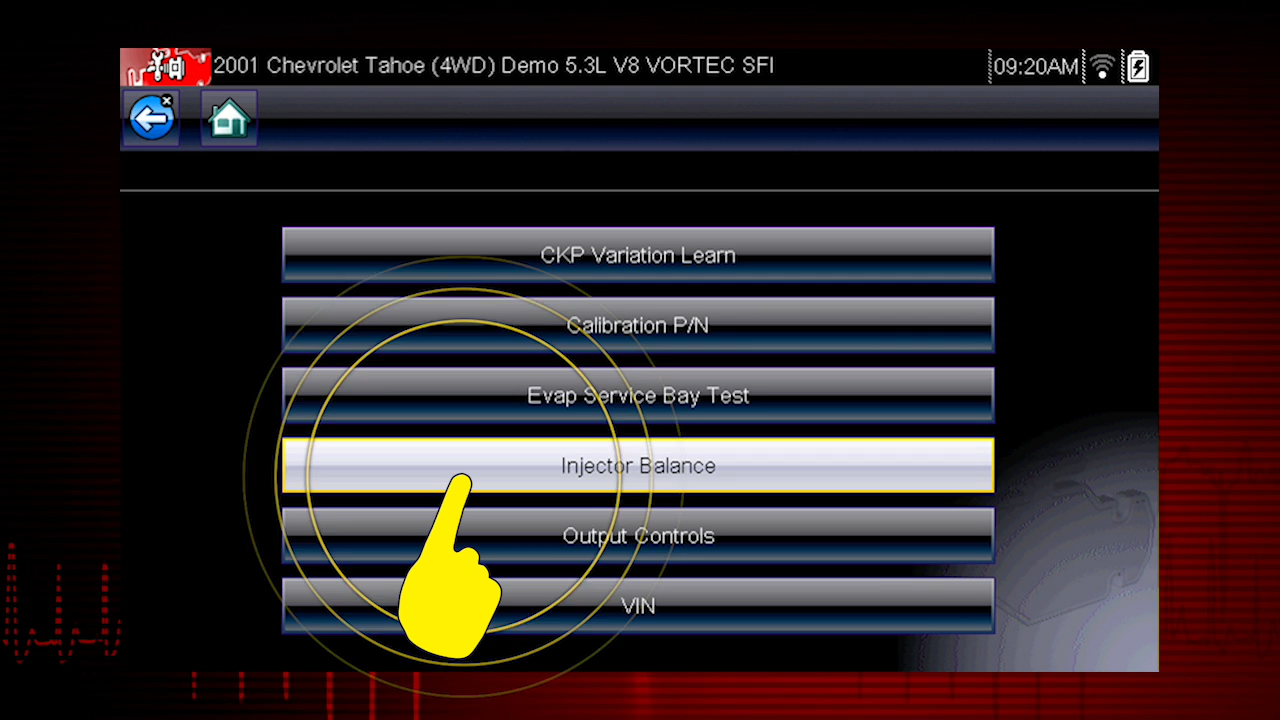 2001 Chevrolet Tahoe (4WD) Demo 5.3L V8 VORTEC SFI 09:20AM
CKP Variation Learn
Calibration P/N
Evap Service Bay Test
Injector Balance
Output Controls
VIN